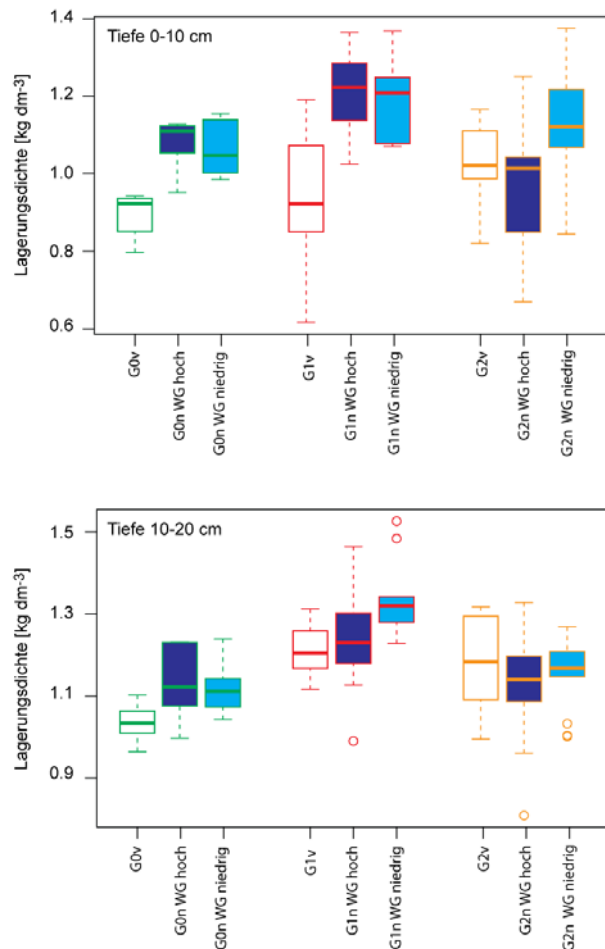 Tiefe 0-10 cm
Lagerungsdichte [kg dm-3]
1.4
1.2
1.0
0.8
0.6
G0v
G0n WG hoch
G0n WG niedrig
G1v
G1n WG hoch
G1n WG niedrig
G2v
G2n WG hoch
G2n WG niedrig
Tiefe 10-20 cm
Lagerungsdichte [kg dm-3]
1.5
1.3
1.1
0.9
G0v
G0n WG hoch
G0n WG niedrig
G1v
G1n WG hoch
G1n WG niedrig
G2v
G2n WG hoch
G2n WG niedrig